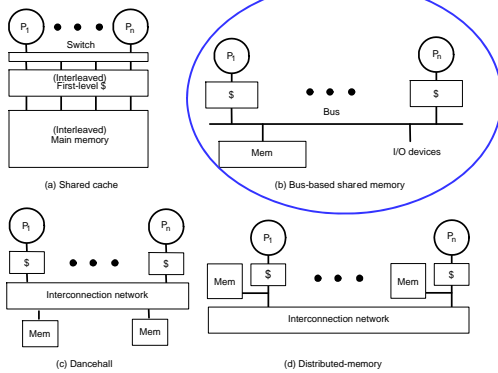 P1 Pn
Switch
(Interleaved)
First-level $
(Interleaved)
Main memory
(a) Shared cache
P1 Pn
$ $
Bus
Mem
I/O devices
(b) Bus-based shared memory
P1 Pn
$ $
Interconnection network
Mem Mem
(c) Dancehall
P1 Pn
Mem $ Mem $
Interconnection network
(d) Distributed-memory